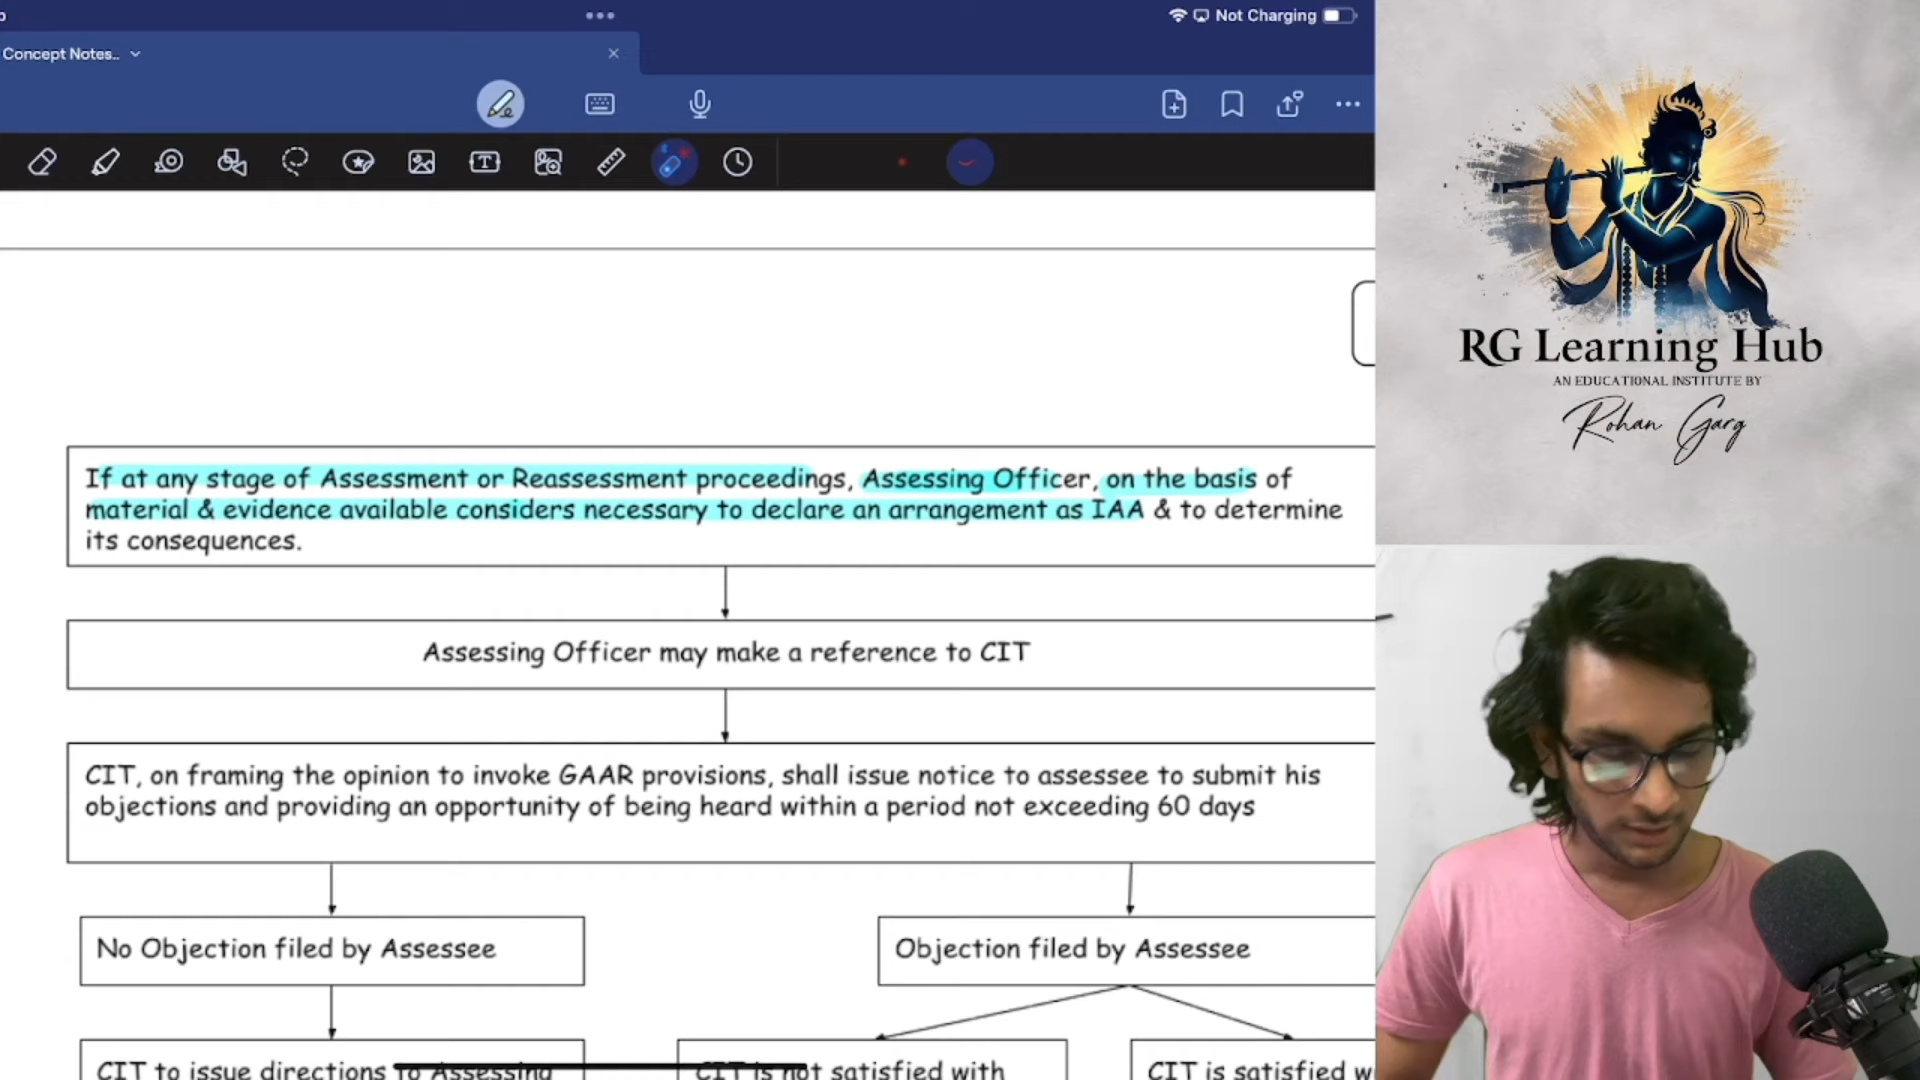 Not Charging
Concept Notes..
If at any stage of Assessment or Reassessment proceedings, Assessing Officer, on the basis of
material & evidence available considers necessary to declare an arrangement as IAA & to determine
its consequences.
Assessing Officer may make a reference to CIT
CIT, on framing the opinion to invoke GAAR provisions, shall issue notice to assessee to submit his
objections and providing an opportunity of being heard within a period not exceeding 60 days
No Objection filed by Assessee
Objection filed by Assessee
CIT to issue directions to Assessing
CIT is not satisfied with
CIT is satisfied
RG Learning Hub
AN EDUCATIONAL INSTITUTE BY
Rohan Garg